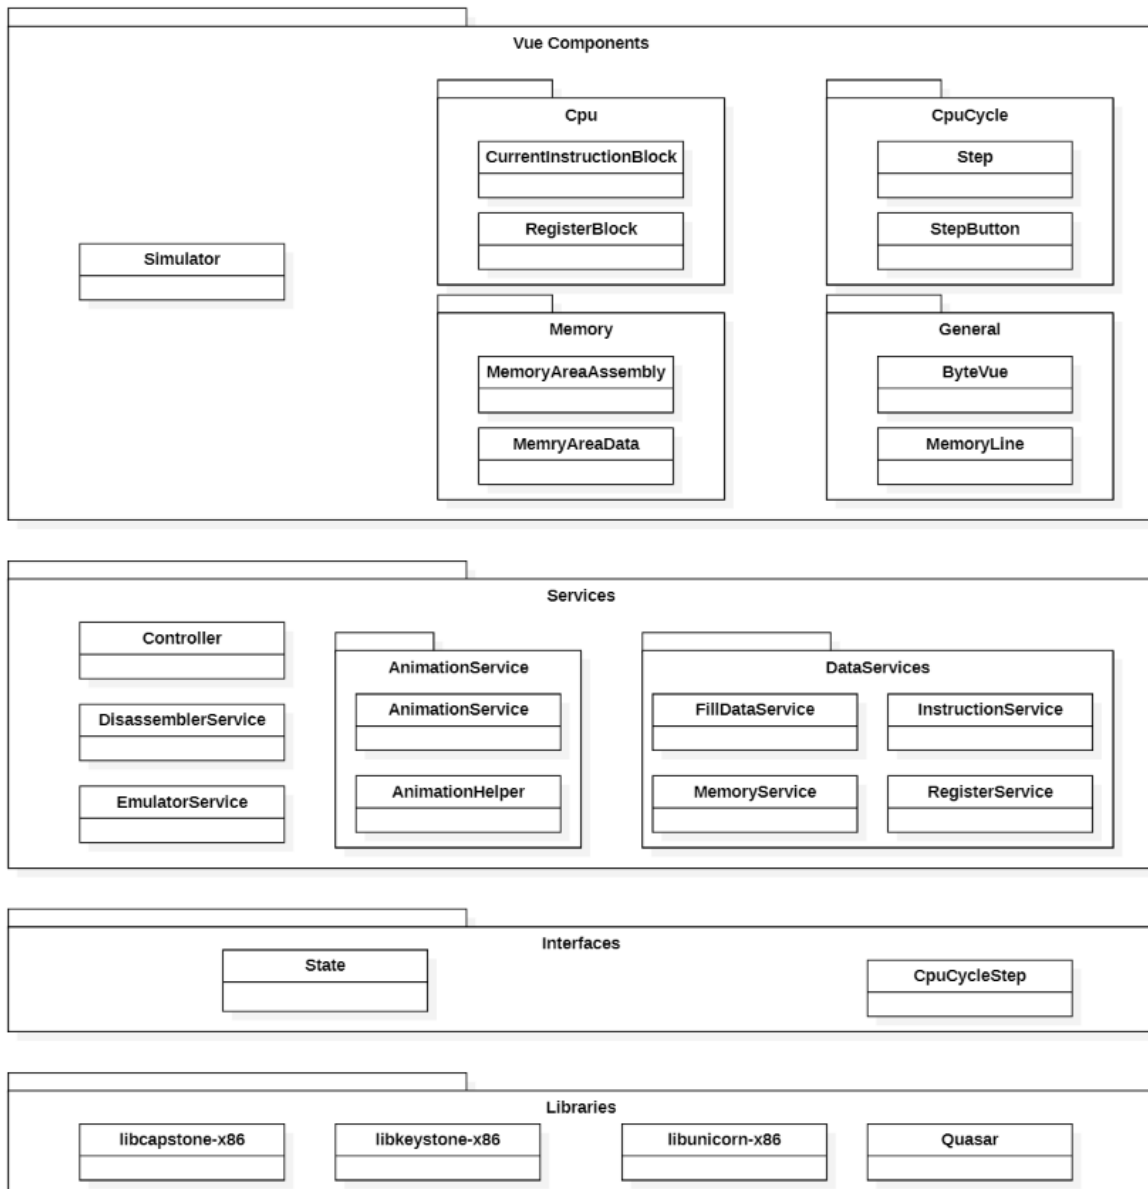 Vue Components
Cpu
CpuCycle
CurrentInstructionBlock
Step
RegisterBlock
StepButton
Simulator
Memory
General
MemoryAreaAssembly
ByteVue
MemryAreaData
MemoryLine
Services
Controller
AnimationService
DataServices
DisassemblerService
AnimationService
FillDataService
InstructionService
EmulatorService
AnimationHelper
MemoryService
RegisterService
Interfaces
State
CpuCycleStep
Libraries
libcapstone-x86
libkeystone-x86
libunicorn-x86
Quasar